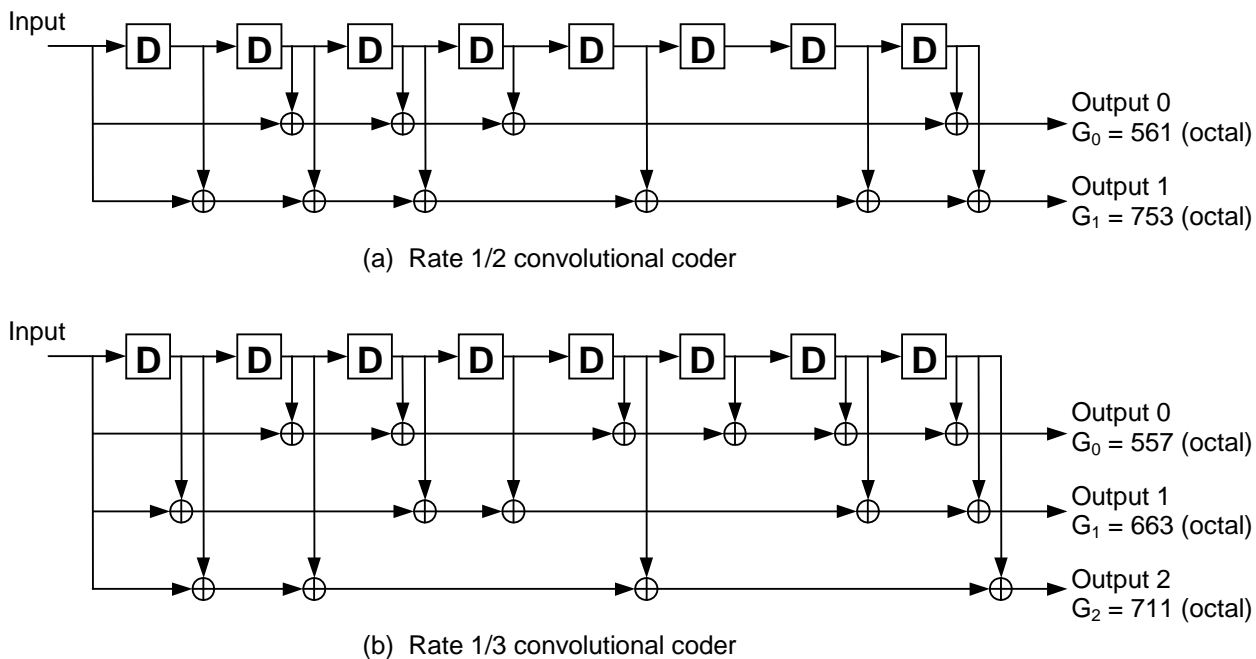 Input
D D D D D D D D
Output 0
G₀ = 561 (octal)
Output 1
G₁ = 753 (octal)
(a) Rate 1/2 convolutional coder
Input
D D D D D D D D
Output 0
G₀ = 557 (octal)
Output 1
G₁ = 663 (octal)
Output 2
G₂ = 711 (octal)
(b) Rate 1/3 convolutional coder